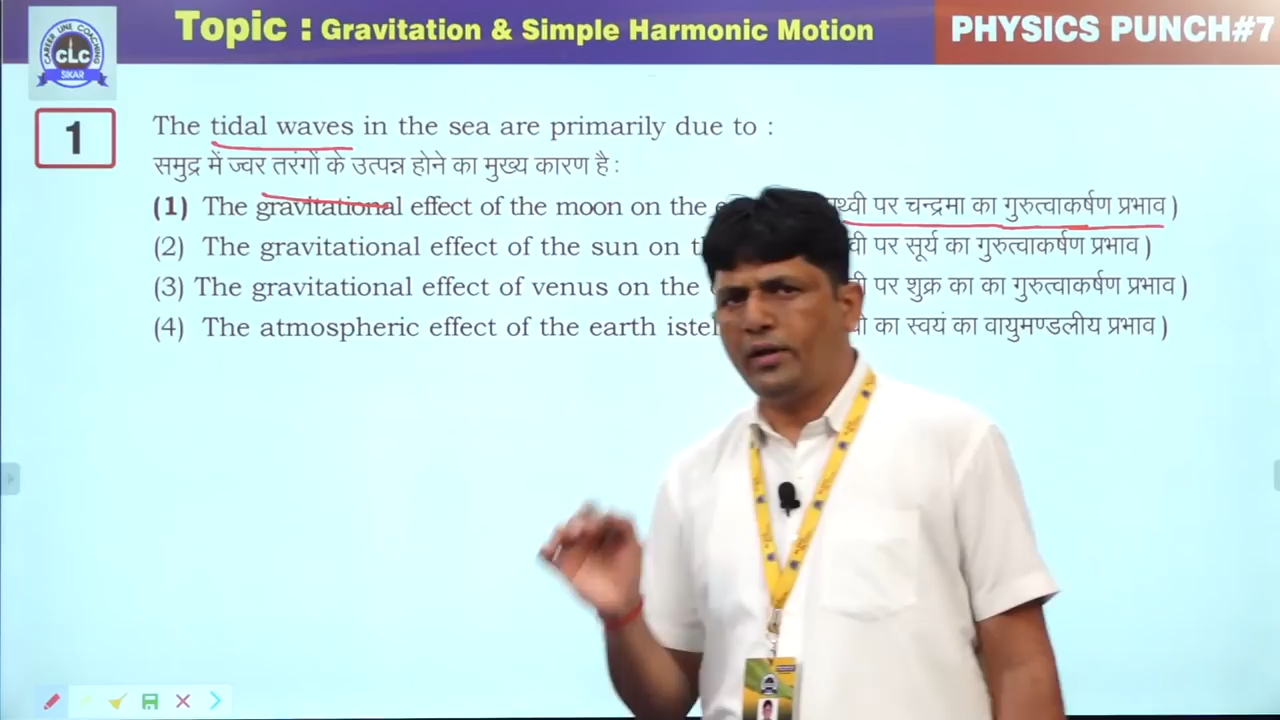 Topic : Gravitation & Simple Harmonic Motion
PHYSICS PUNCH#7
CAREER LINE COACHING
CLC
SIKAR
1
The tidal waves in the sea are primarily due to :
समुद्र में ज्वर तरंगों के उत्पन्न होने का मुख्य कारण है :
(1) The gravitational effect of the moon on the पर चन्द्रमा का गुरुत्वाकर्षण प्रभाव )
(2) The gravitational effect of the sun on पर सूर्य का गुरुत्वाकर्षण प्रभाव )
(3) The gravitational effect of venus on the पर शुक्र का का गुरुत्वाकर्षण प्रभाव )
(4) The atmospheric effect of the earth का स्वयं का वायुमण्डलीय प्रभाव )